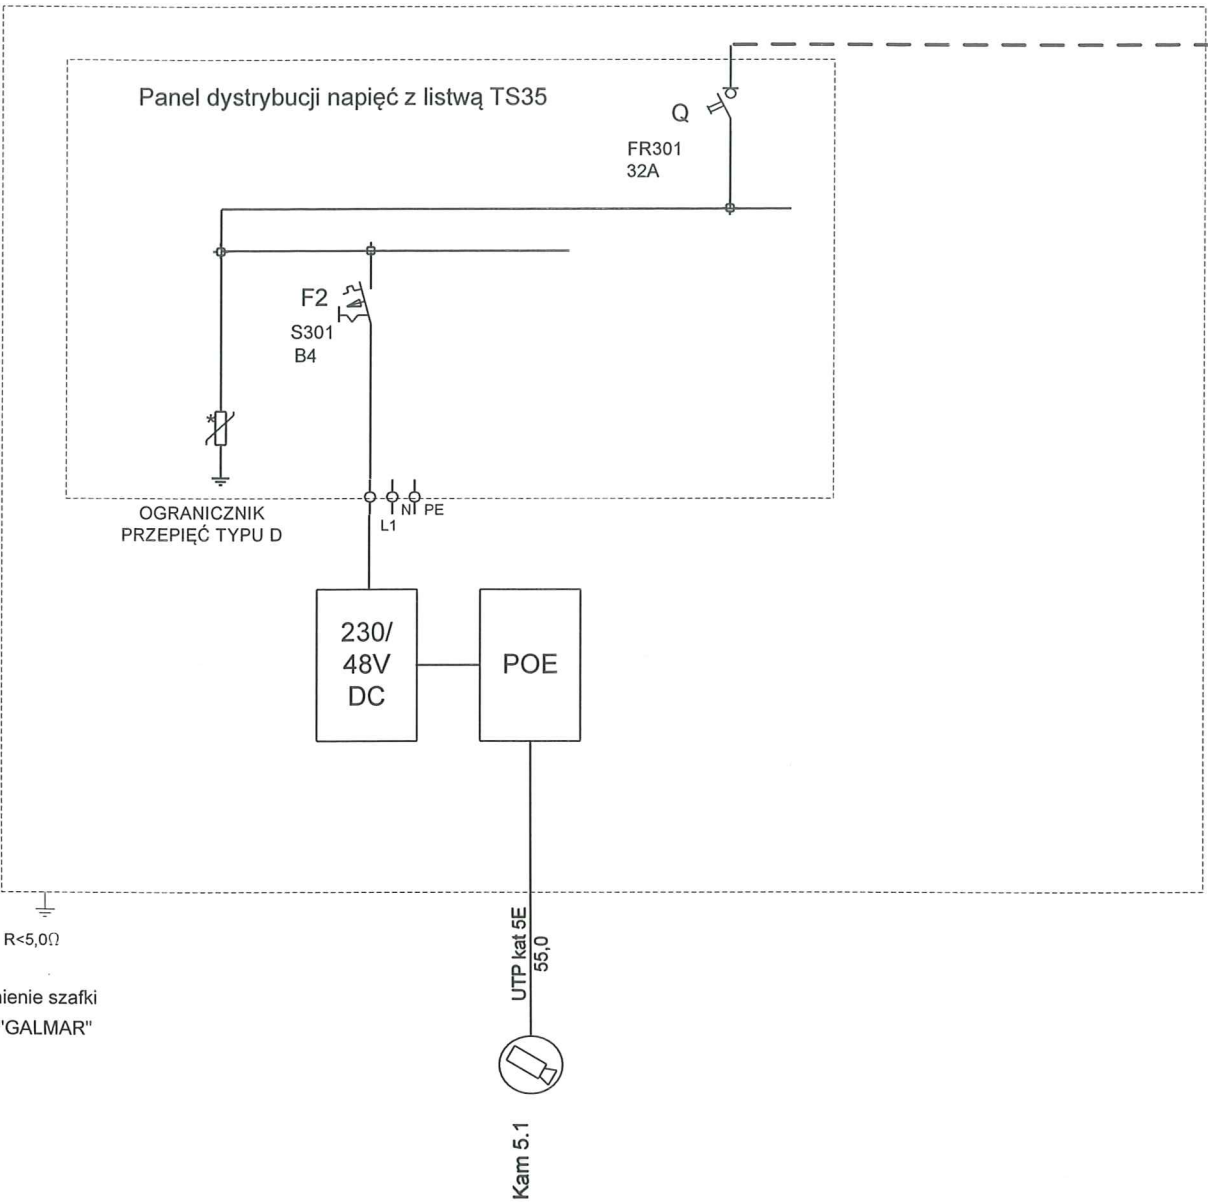 Panel dystrybucji napięć z listwą TS35
Q
FR301
32A
F2
S301
B4
*
OGRANICZNIK
PRZEPIĘĆ TYPU D
L1
N
PE
230/
48V
DC
POE
UTP kat 5E
55,0
R<5,0Ω
szafki
"GALMAR"
Kam 5.1